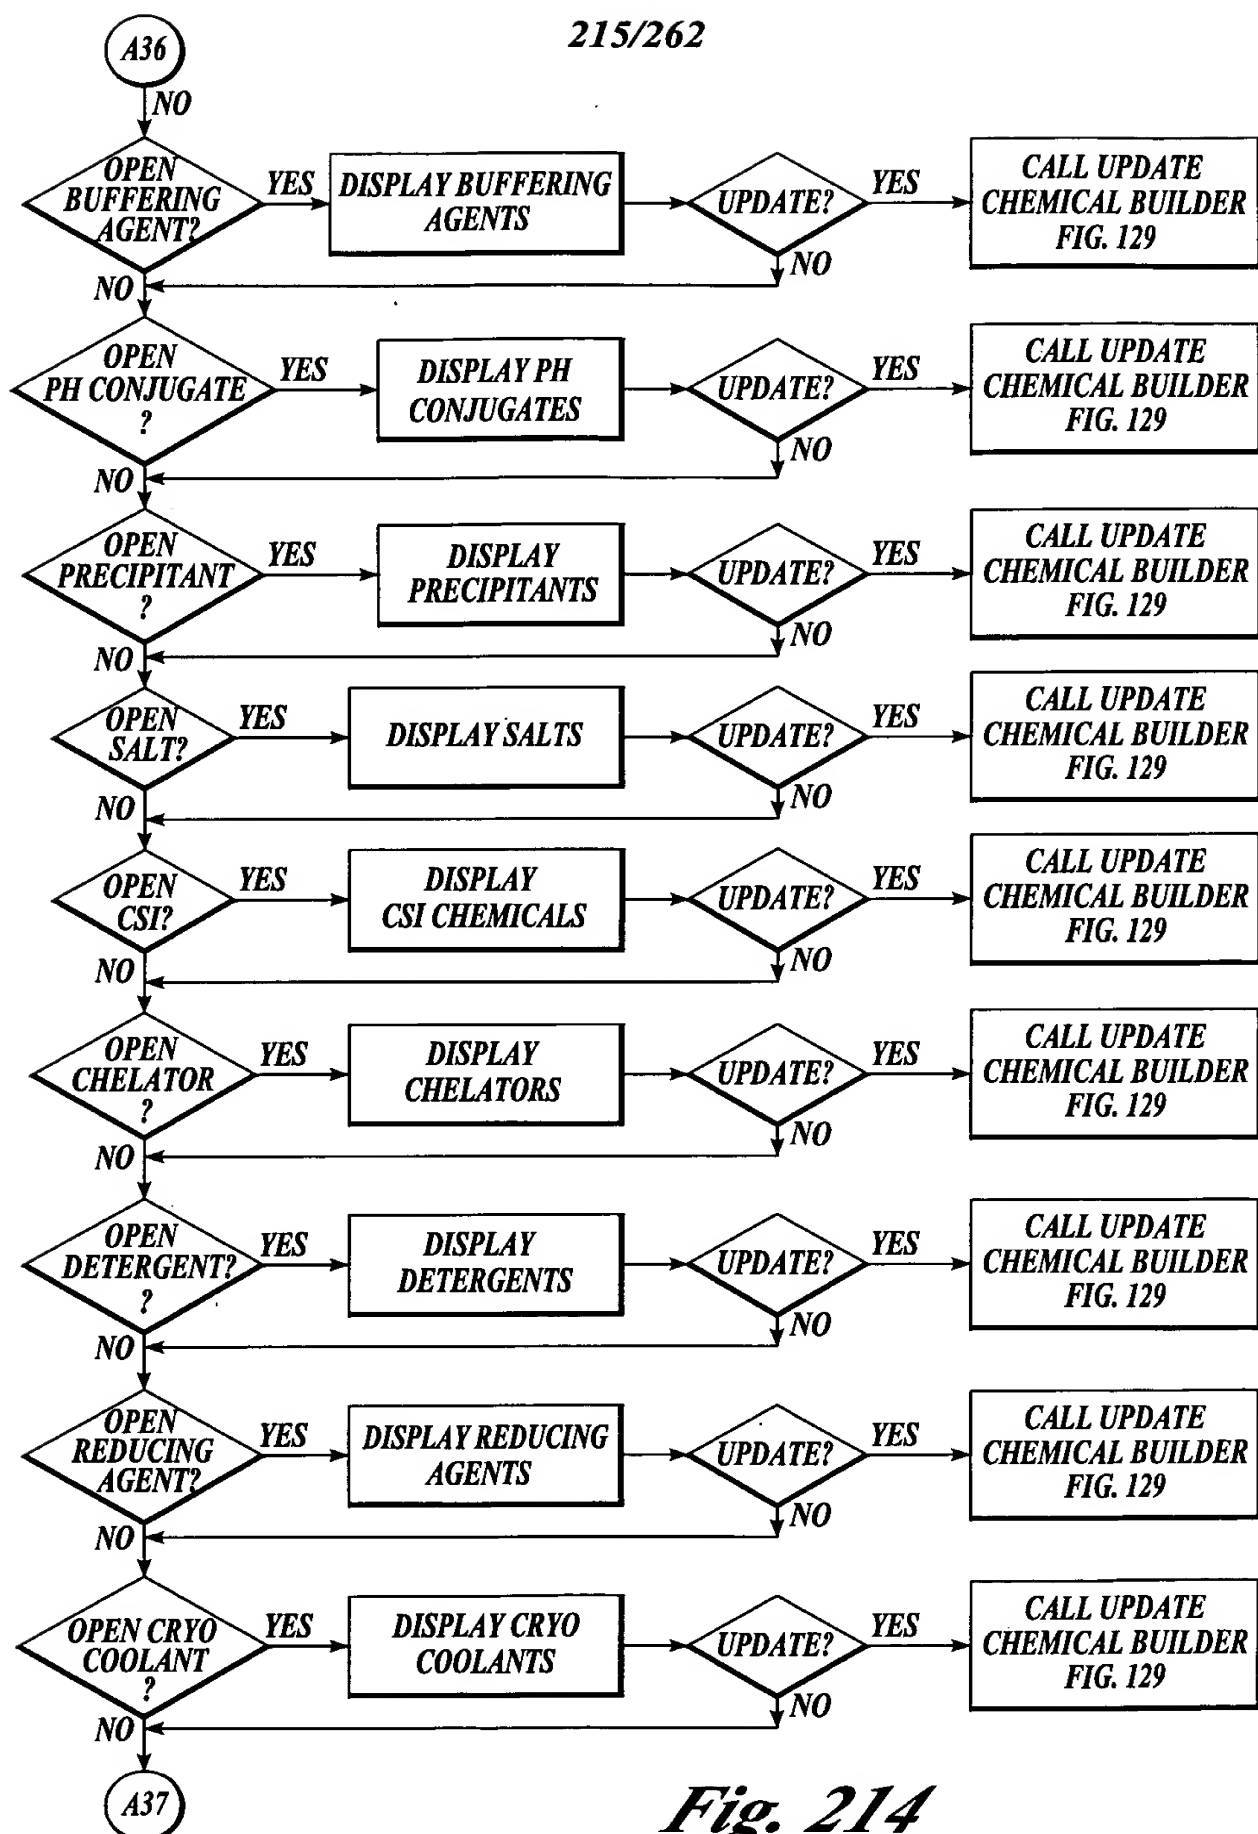 215/262
A36
NO
OPEN
BUFFERING
AGENT?
YES
DISPLAY BUFFERING
AGENTS
UPDATE?
YES
CALL UPDATE
CHEMICAL BUILDER
FIG. 129
NO
NO
OPEN
PH CONJUGATE
?
YES
DISPLAY PH
CONJUGATES
UPDATE?
YES
CALL UPDATE
CHEMICAL BUILDER
FIG. 129
NO
NO
OPEN
PRECIPITANT
?
YES
DISPLAY
PRECIPITANTS
UPDATE?
YES
CALL UPDATE
CHEMICAL BUILDER
FIG. 129
NO
NO
OPEN
SALT?
YES
DISPLAY SALTS
UPDATE?
YES
CALL UPDATE
CHEMICAL BUILDER
FIG. 129
NO
NO
OPEN
CSI?
YES
DISPLAY
CSI CHEMICALS
UPDATE?
YES
CALL UPDATE
CHEMICAL BUILDER
FIG. 129
NO
NO
OPEN
CHELATOR
?
YES
DISPLAY
CHELATORS
UPDATE?
YES
CALL UPDATE
CHEMICAL BUILDER
FIG. 129
NO
NO
OPEN
DETERGENT?
?
YES
DISPLAY
DETERGENTS
UPDATE?
YES
CALL UPDATE
CHEMICAL BUILDER
FIG. 129
NO
NO
OPEN
REDUCING
AGENT?
YES
DISPLAY REDUCING
AGENTS
UPDATE?
YES
CALL UPDATE
CHEMICAL BUILDER
FIG. 129
NO
NO
OPEN CRYO
COOLANT
?
YES
DISPLAY CRYO
COOLANTS
UPDATE?
YES
CALL UPDATE
CHEMICAL BUILDER
FIG. 129
NO
NO
A37
Fig. 214